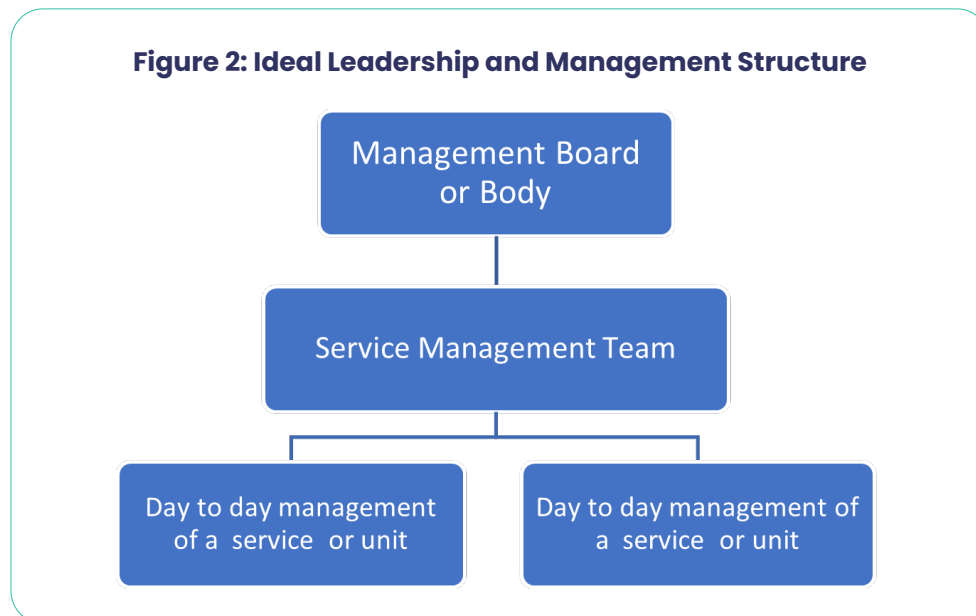 Figure 2: Ideal Leadership and Management Structure
Management Board
or Body
Service Management Team
Day to day management
of a service or unit
Day to day management of
a service or unit